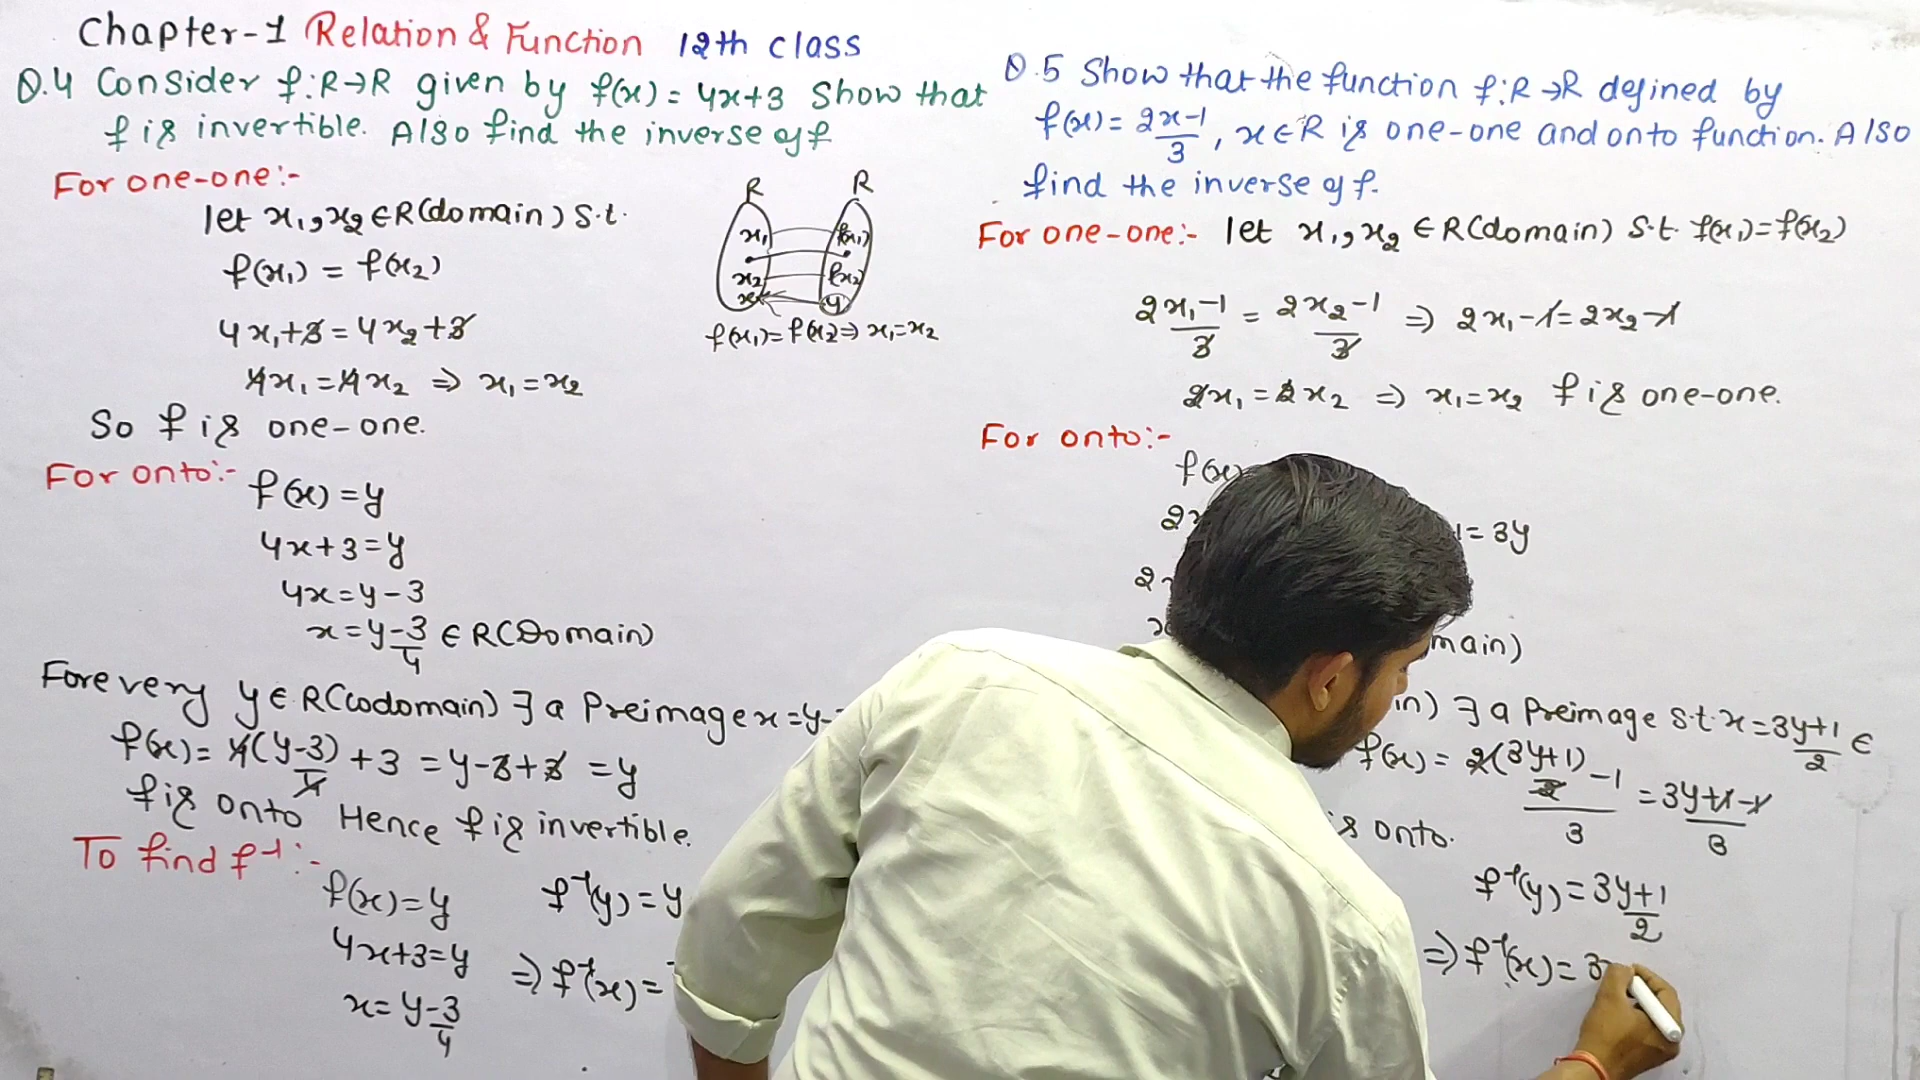 Chapter-1 Relation & Function 12th class
Q.4 Consider f:R→R given by f(x) = 4x+3 Show that
f is invertible. Also find the inverse of f
For one-one:-
let x₁,x₂ ∈ R(domain) s.t.
f(x₁) = f(x₂)
4x₁+3 = 4x₂+3
4x₁ = 4x₂ ⇒ x₁ = x₂
So f is one-one.
R R
x₁ f(x₁)
x₂ f(x₂)
x y
f(x₁) = f(x₂) ⇒ x₁ = x₂
For onto:- f(x) = y
4x+3 = y
4x = y-3
x = y-3/4 ∈ R(Domain)
For every y ∈ R(codomain) ∃ a Preimage x = y-
f(x) = 4(y-3)/4 + 3 = y-3+3 = y
f is onto Hence f is invertible.
To find f⁻¹:-
f(x) = y
4x+3 = y
x = y-3/4
f⁻¹(y) = y
⇒ f⁻¹(x) =
Q.5 Show that the function f:R→R defined by
f(x) = 2x-1/3, x∈R is one-one and onto function. Also
find the inverse of f.
For one-one:- let x₁,x₂ ∈ R(domain) s.t. f(x₁)=f(x₂)
2x₁-1/3 = 2x₂-1/3 ⇒ 2x₁-1 = 2x₂-1
2x₁ = 2x₂ ⇒ x₁ = x₂ f is one-one.
For onto:-
f(x)
2x = 3y
2
main)
in) ∃ a Preimage s.t. x = 3y+1/2 ∈
f(x) = 2(3y+1)/2 -1/3 = 3y+1-1/3
is onto.
f⁻¹(y) = 3y+1/2
⇒ f⁻¹(x) = 3